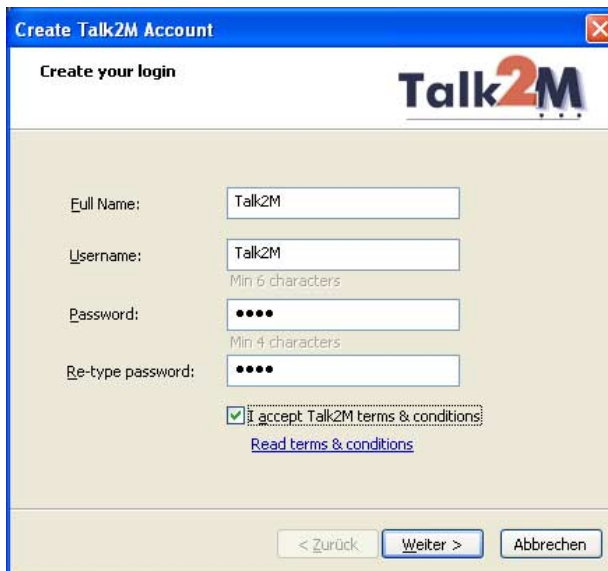 Create Talk2M Account
Create your login
Talk2M
Full Name: Talk2M
Username: Talk2M
Min 6 characters
Password: ••••
Min 4 characters
Re-type password: ••••
I accept Talk2M terms & conditions
Read terms & conditions
< Zurück Weiter > Abbrechen